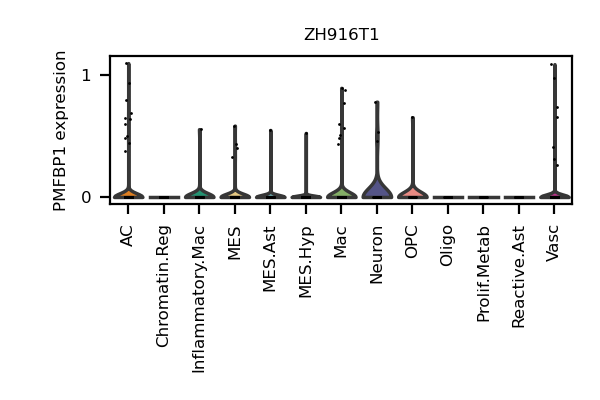 ZH916T1
PMFBP1 expression
1
0
AC
Chromatin.Reg
Inflammatory.Mac
MES
MES.Ast
MES.Hyp
Mac
Neuron
OPC
Oligo
Prolif.Metab
Reactive.Ast
Vasc